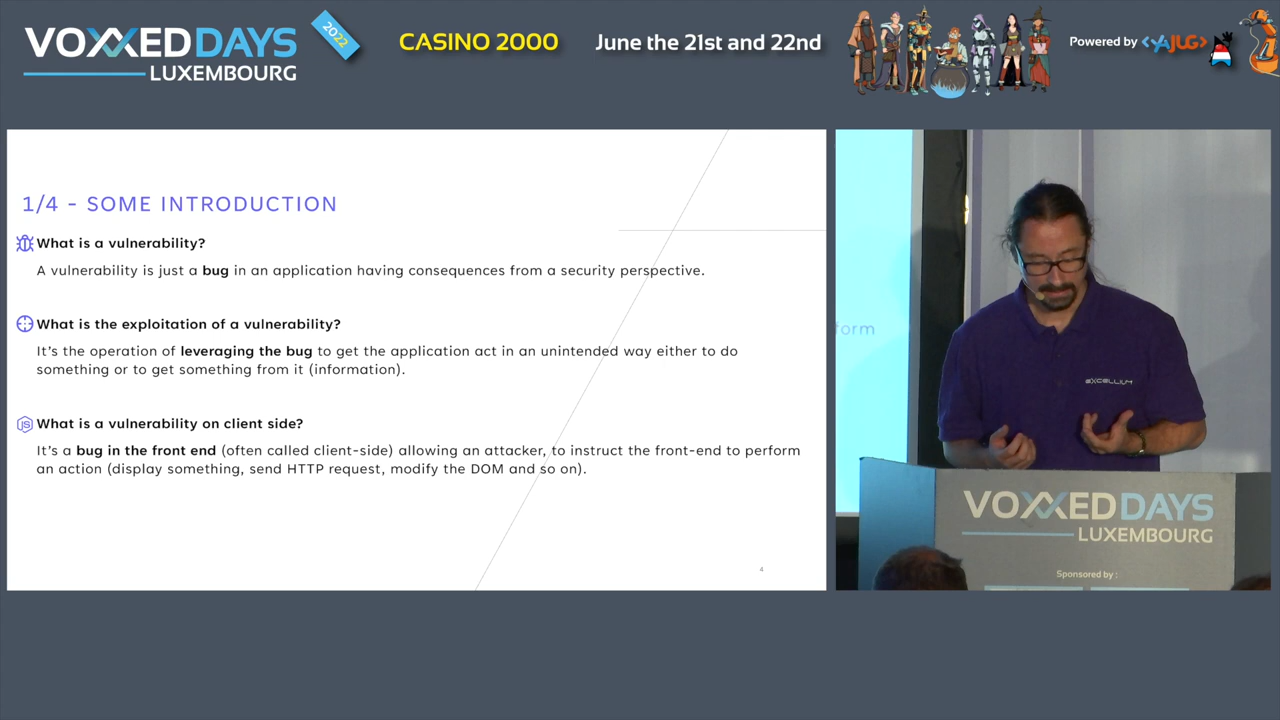 VOXXED DAYS
LUXEMBOURG
2022
CASINO 2000
June the 21st and 22nd
Powered by <YAJUG>
1/4 - SOME INTRODUCTION
What is a vulnerability?
A vulnerability is just a bug in an application having consequences from a security perspective.
What is the exploitation of a vulnerability?
It's the operation of leveraging the bug to get the application act in an unintended way either to do
something or to get something from it (information).
JS What is a vulnerability on client side?
It's a bug in the front end (often called client-side) allowing an attacker, to instruct the front-end to perform
an action (display something, send HTTP request, modify the DOM and so on).
4
form
EXCELLIUM
VOXXED DAYS
LUXEMBOURG
Sponsored by :